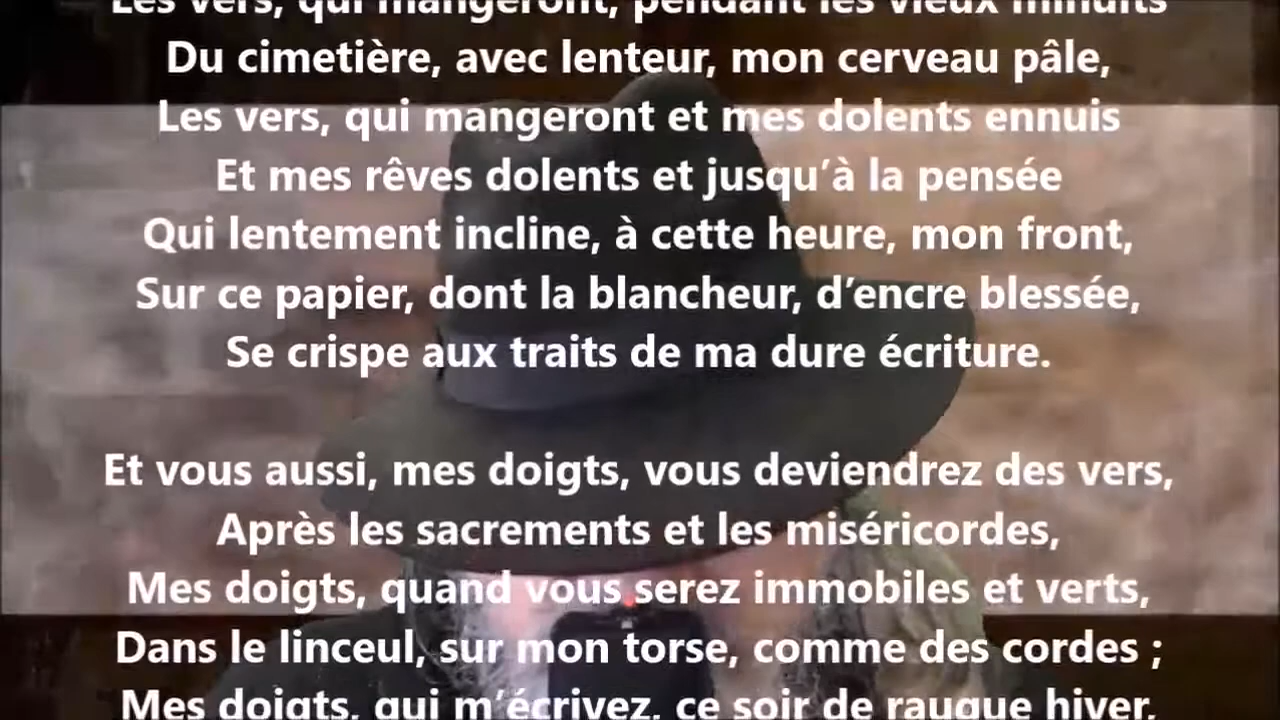 Les vers, qui mangeront, pendant les vieux minuits
Du cimetière, avec lenteur, mon cerveau pâle,
Les vers, qui mangeront et mes dolents ennuis
Et mes rêves dolents et jusqu’à la pensée
Qui lentement incline, à cette heure, mon front,
Sur ce papier, dont la blancheur, d’encre blessée,
Se crispe aux traits de ma dure écriture.
Et vous aussi, mes doigts, vous deviendrez des vers,
Après les sacrements et les miséricordes,
Mes doigts, quand vous serez immobiles et verts,
Dans le linceul, sur mon torse, comme des cordes ;
Mes doigts, qui m’écrivez, ce soir de rauque hiver,